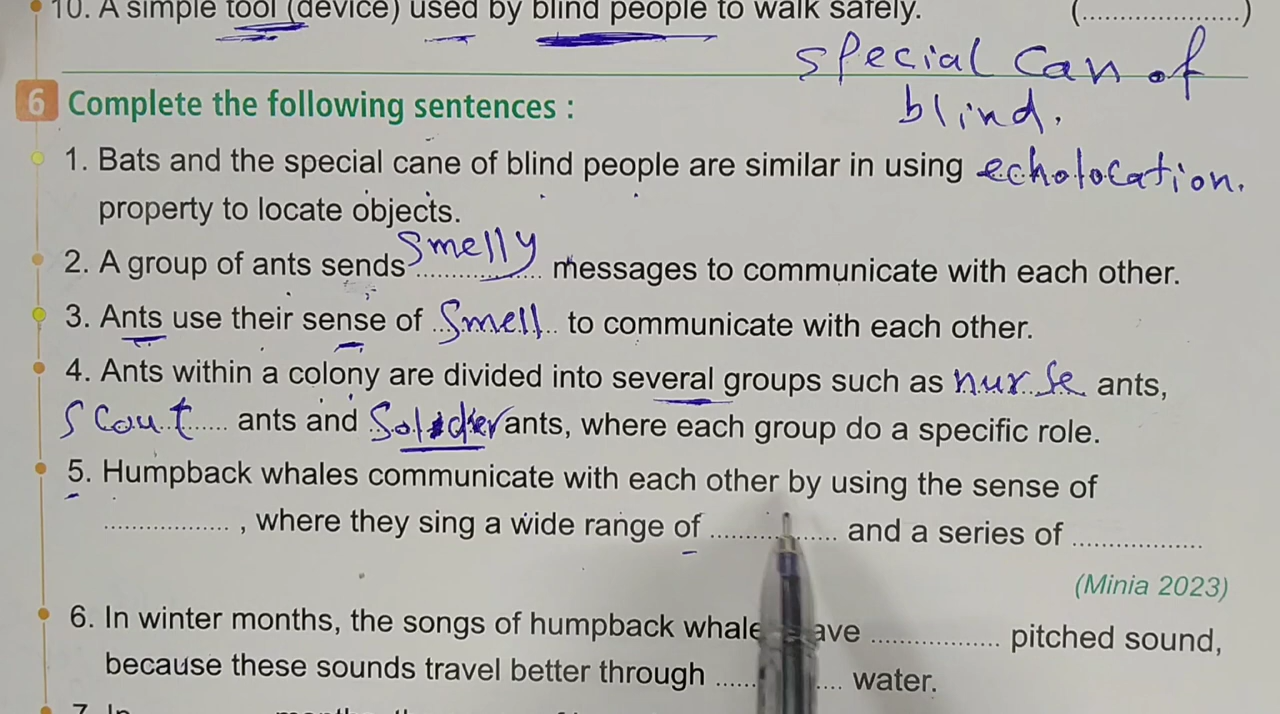 10. A simple tool (device) used by blind people to walk safely. (......................)
special can of
blind.
6 Complete the following sentences :
1. Bats and the special cane of blind people are similar in using echolocation.
property to locate objects.
2. A group of ants sends smelly messages to communicate with each other.
3. Ants use their sense of smell to communicate with each other.
4. Ants within a colony are divided into several groups such as nurse ants,
scout ants and ants, where each group do a specific role.
5. Humpback whales communicate with each other by using the sense of
.................. , where they sing a wide range of .................. and a series of ..................
(Minia 2023)
6. In winter months, the songs of humpback whale ave .................. pitched sound,
because these sounds travel better through .................. water.
7. In